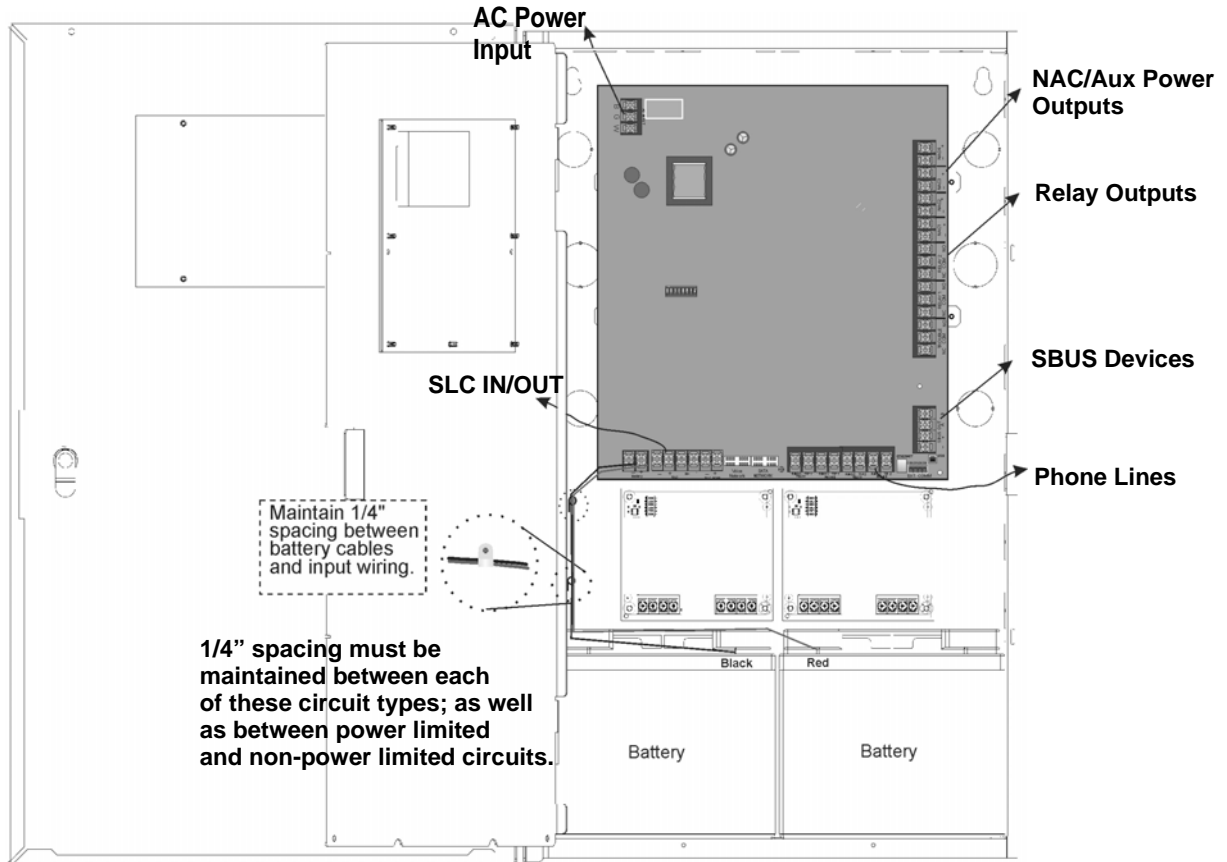 AC Power
Input
NAC/Aux Power
Outputs
Relay Outputs
SLC IN/OUT
SBUS Devices
Phone Lines
Maintain 1/4"
spacing between
battery cables
and input wiring.
1/4” spacing must be
maintained between each
of these circuit types; as well
as between power limited
and non-power limited circuits.
Black
Red
Battery
Battery